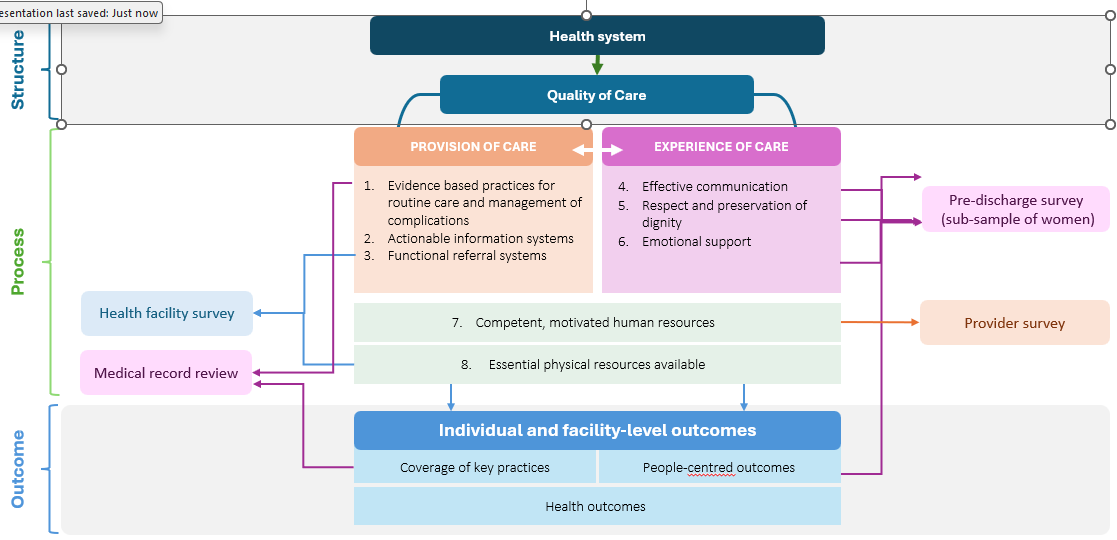 esentation last saved: Just now
Structure
Health system
Quality of Care
Process
PROVISION OF CARE
EXPERIENCE OF CARE
1. Evidence based practices for
routine care and management of
complications
2. Actionable information systems
3. Functional referral systems
4. Effective communication
5. Respect and preservation of
dignity
6. Emotional support
Pre-discharge survey
(sub-sample of women)
Health facility survey
7. Competent, motivated human resources
Provider survey
Medical record review
8. Essential physical resources available
Outcome
Individual and facility-level outcomes
Coverage of key practices
People-centred outcomes
Health outcomes